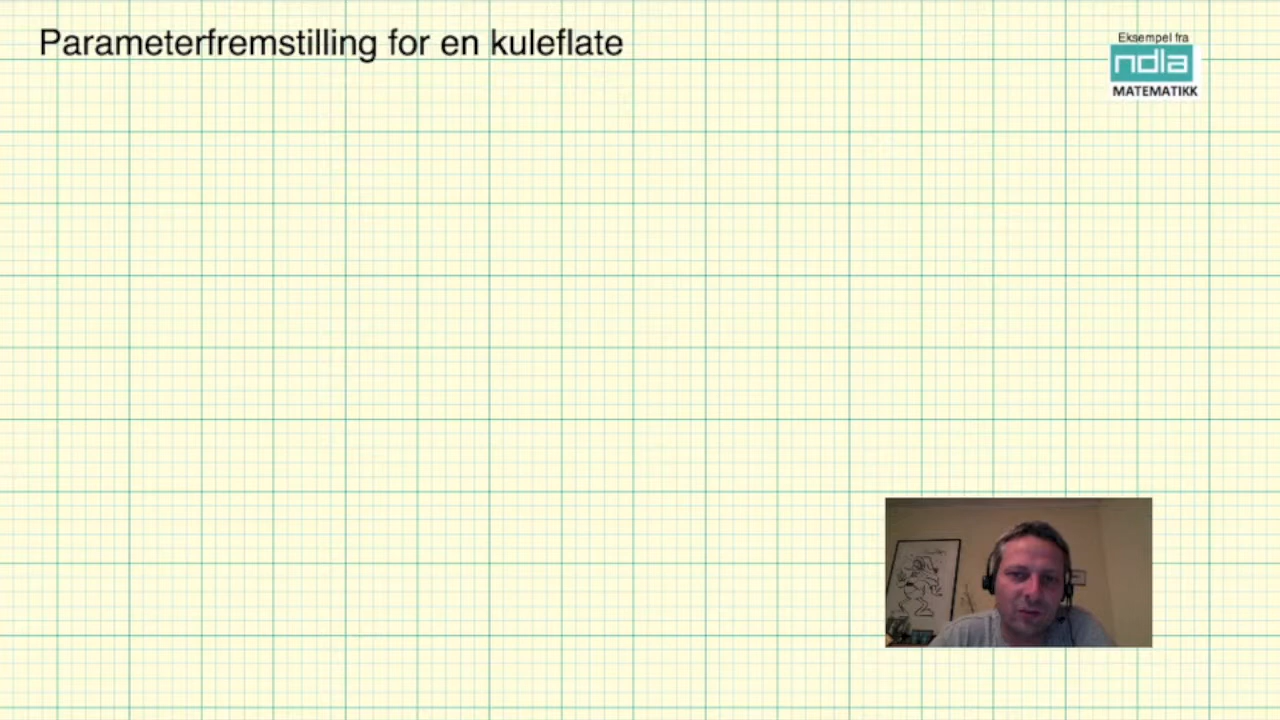 Parameterfremstilling for en kuleflate
Eksempel fra
ndla
MATEMATIKK